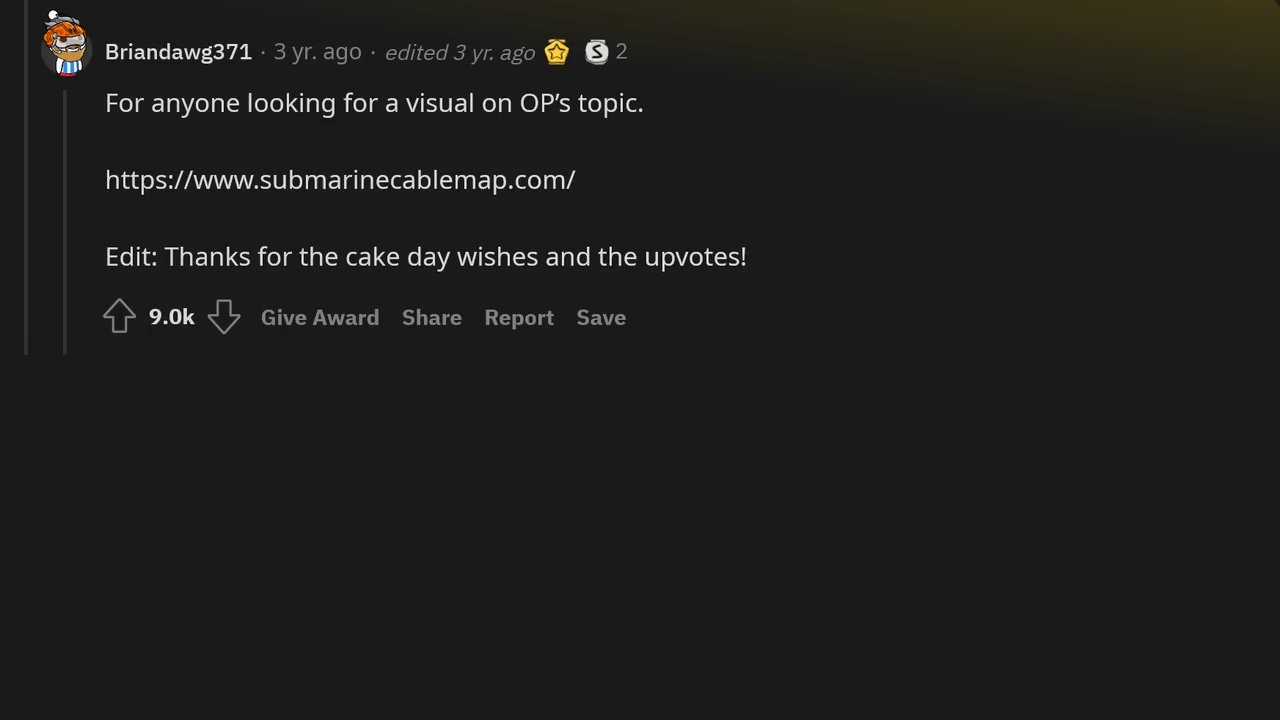 Briandawg371 · 3 yr. ago · edited 3 yr. ago S 2
For anyone looking for a visual on OP’s topic.
https://www.submarinecablemap.com/
Edit: Thanks for the cake day wishes and the upvotes!
9.0k Give Award Share Report Save